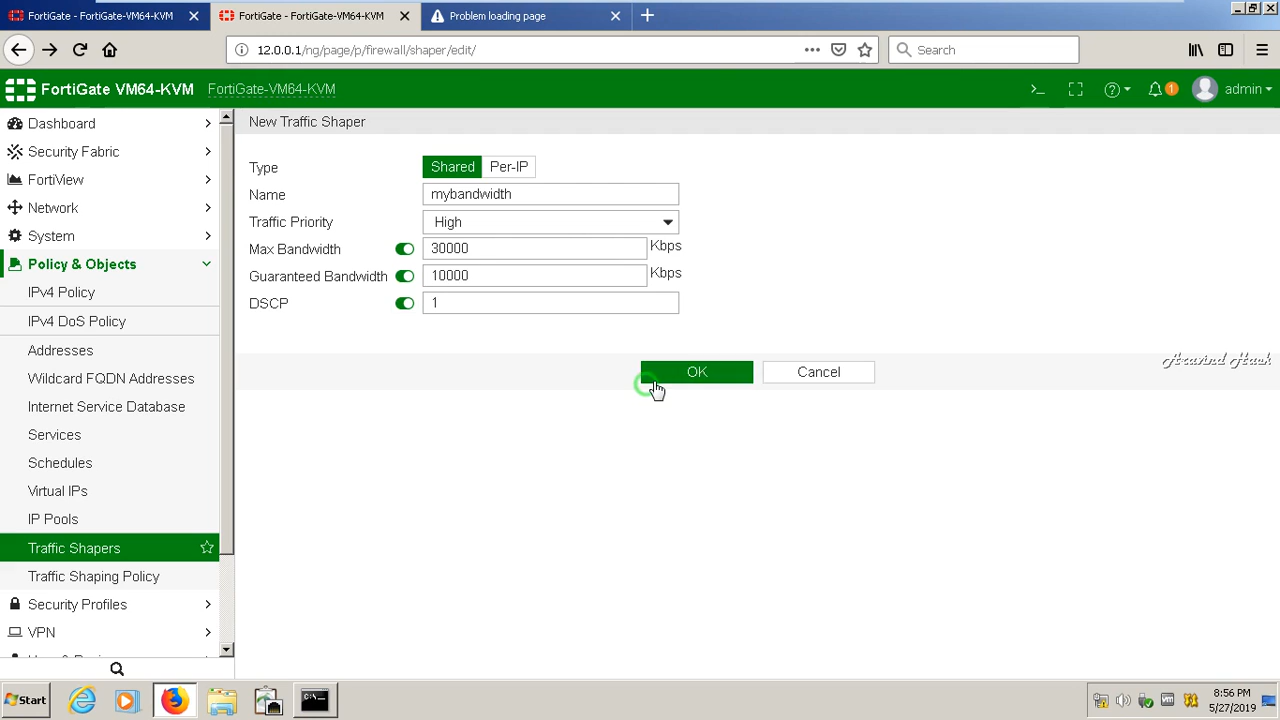 FortiGate - FortiGate-VM64-KVM
FortiGate - FortiGate-VM64-KVM
Problem loading page
12.0.0.1/ng/page/p/firewall/shaper/edit/
Search
FortiGate VM64-KVM
FortiGate-VM64-KVM
1
admin
Dashboard
Security Fabric
FortiView
Network
System
Policy & Objects
IPv4 Policy
IPv4 DoS Policy
Addresses
Wildcard FQDN Addresses
Internet Service Database
Services
Schedules
Virtual IPs
IP Pools
Traffic Shapers
Traffic Shaping Policy
Security Profiles
VPN
New Traffic Shaper
Type Shared Per-IP
Name mybandwidth
Traffic Priority High
Max Bandwidth 30000 Kbps
Guaranteed Bandwidth 10000 Kbps
DSCP 1
OK Cancel
Aravind Hask
Start
8:56 PM
5/27/2019